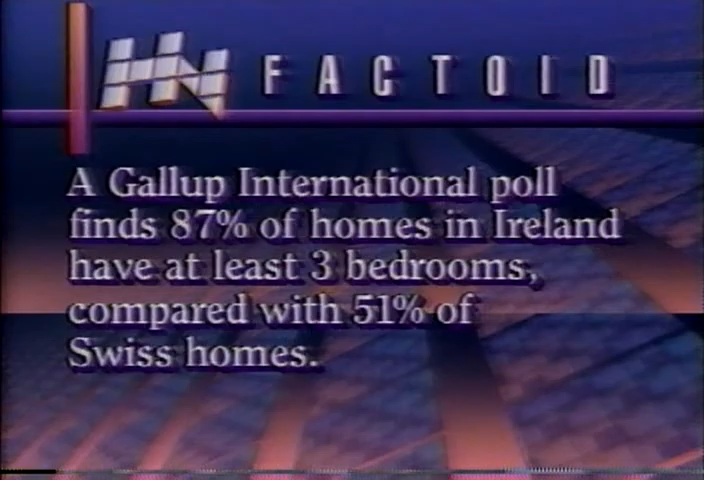 HN FACTOID
A Gallup International poll
finds 87% of homes in Ireland
have at least 3 bedrooms,
compared with 51% of
Swiss homes.